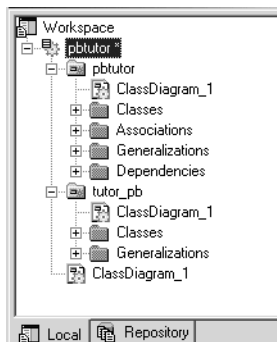 Workspace
pbtutor *
pbtutor
ClassDiagram_1
Classes
Associations
Generalizations
Dependencies
tutor_pb
ClassDiagram_1
Classes
Generalizations
ClassDiagram_1
Local Repository